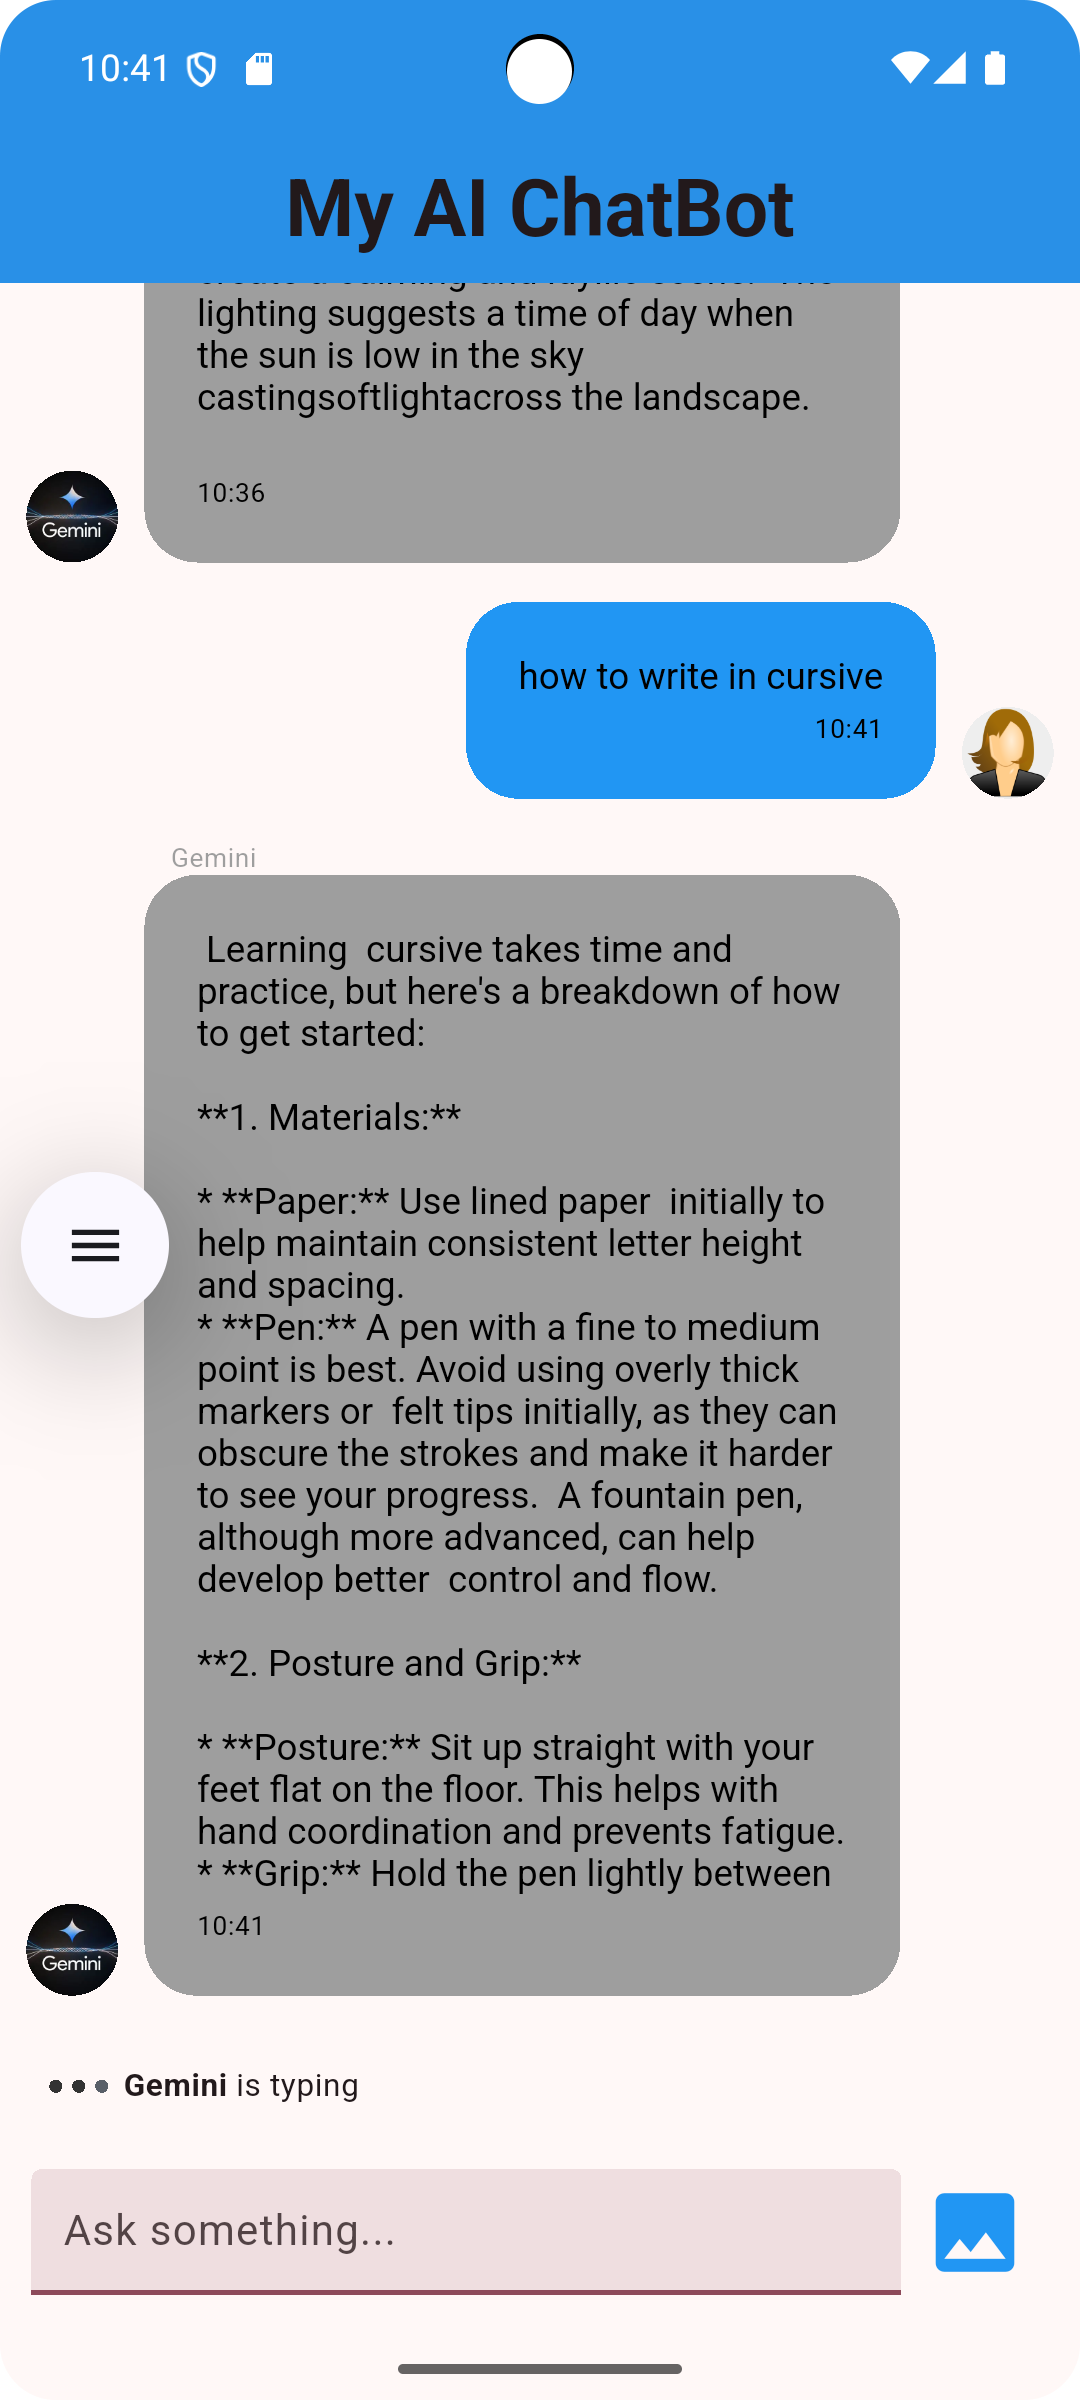 10:41
My AI ChatBot
lighting suggests a time of day when
the sun is low in the sky
castingsoftlightacross the landscape.
10:36
Gemini
how to write in cursive
10:41
Gemini
Learning  cursive takes time and
practice, but here's a breakdown of how
to get started:
**1. Materials:**
* **Paper:** Use lined paper  initially to
help maintain consistent letter height
and spacing.
* **Pen:** A pen with a fine to medium
point is best. Avoid using overly thick
markers or  felt tips initially, as they can
obscure the strokes and make it harder
to see your progress.  A fountain pen,
although more advanced, can help
develop better  control and flow.
**2. Posture and Grip:**
* **Posture:** Sit up straight with your
feet flat on the floor. This helps with
hand coordination and prevents fatigue.
* **Grip:** Hold the pen lightly between
10:41
Gemini
Gemini is typing
Ask something...